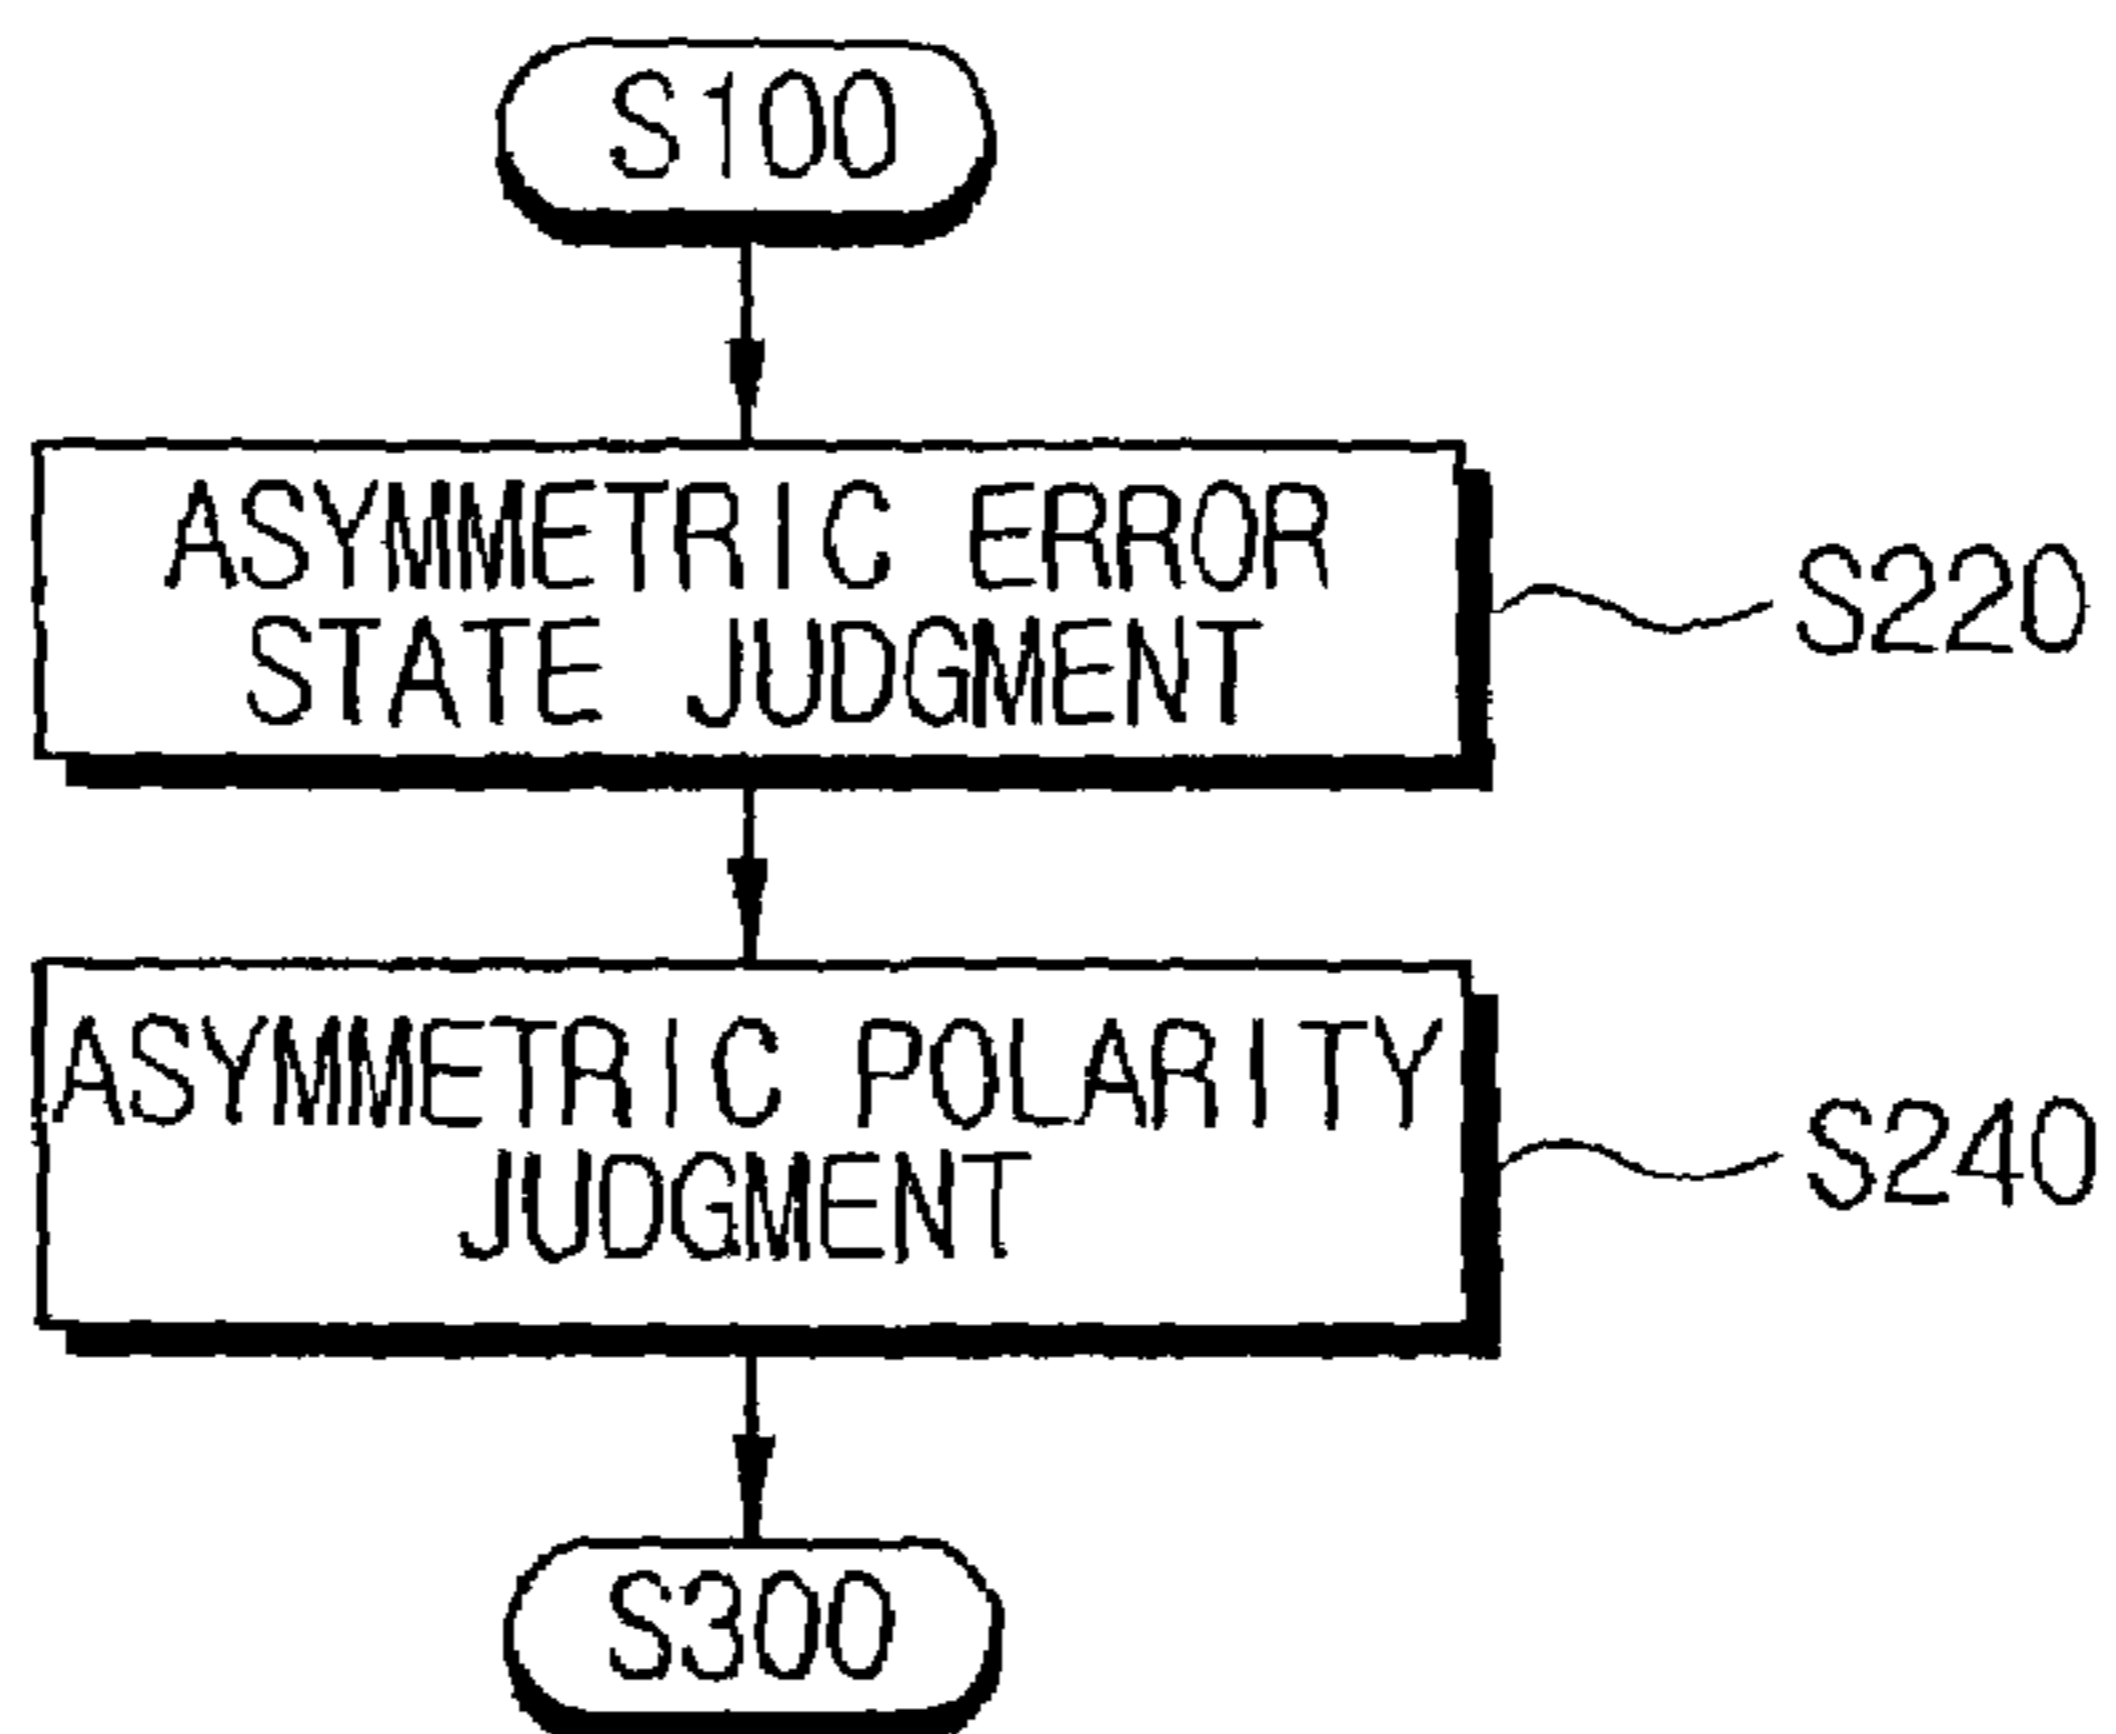 S100
ASYMMETRIC ERROR
STATE JUDGMENT
S220
ASYMMETRIC POLARITY
JUDGMENT
S240
S300